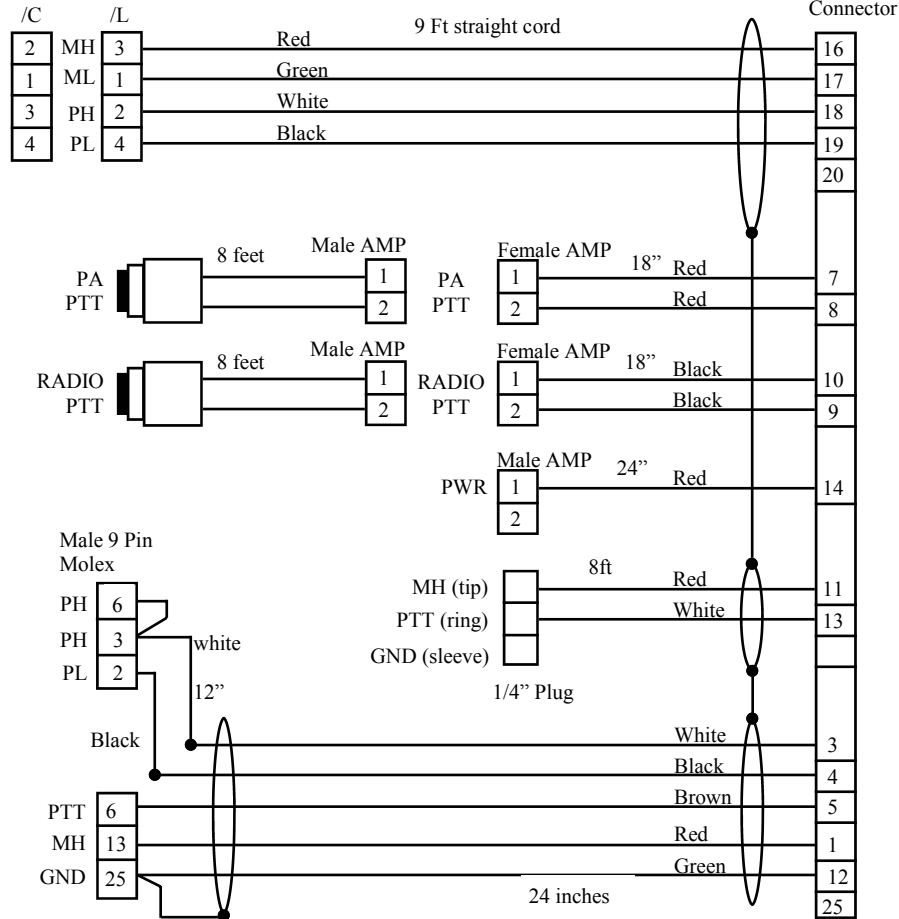 /C /L Connector
9 Ft straight cord
2 MH 3 Red 16
1 ML 1 Green 17
3 PH 2 White 18
4 PL 4 Black 19
20
8 feet Male AMP Female AMP 18” Red
PA 1 PA 1 7
PTT 2 PTT 2 Red 8
8 feet Male AMP Female AMP 18” Black
RADIO 1 RADIO 1 10
PTT 2 PTT 2 Black 9
Male AMP 24”
PWR 1 Red 14
2
Male 9 Pin
Molex
8ft
MH (tip) Red 11
PH 6 PTT (ring) White 13
PH 3 white GND (sleeve)
PL 2 12” 1/4” Plug
Black White 3
Black 4
PTT 6 Brown 5
MH 13 Red 1
GND 25 Green 12
24 inches 25